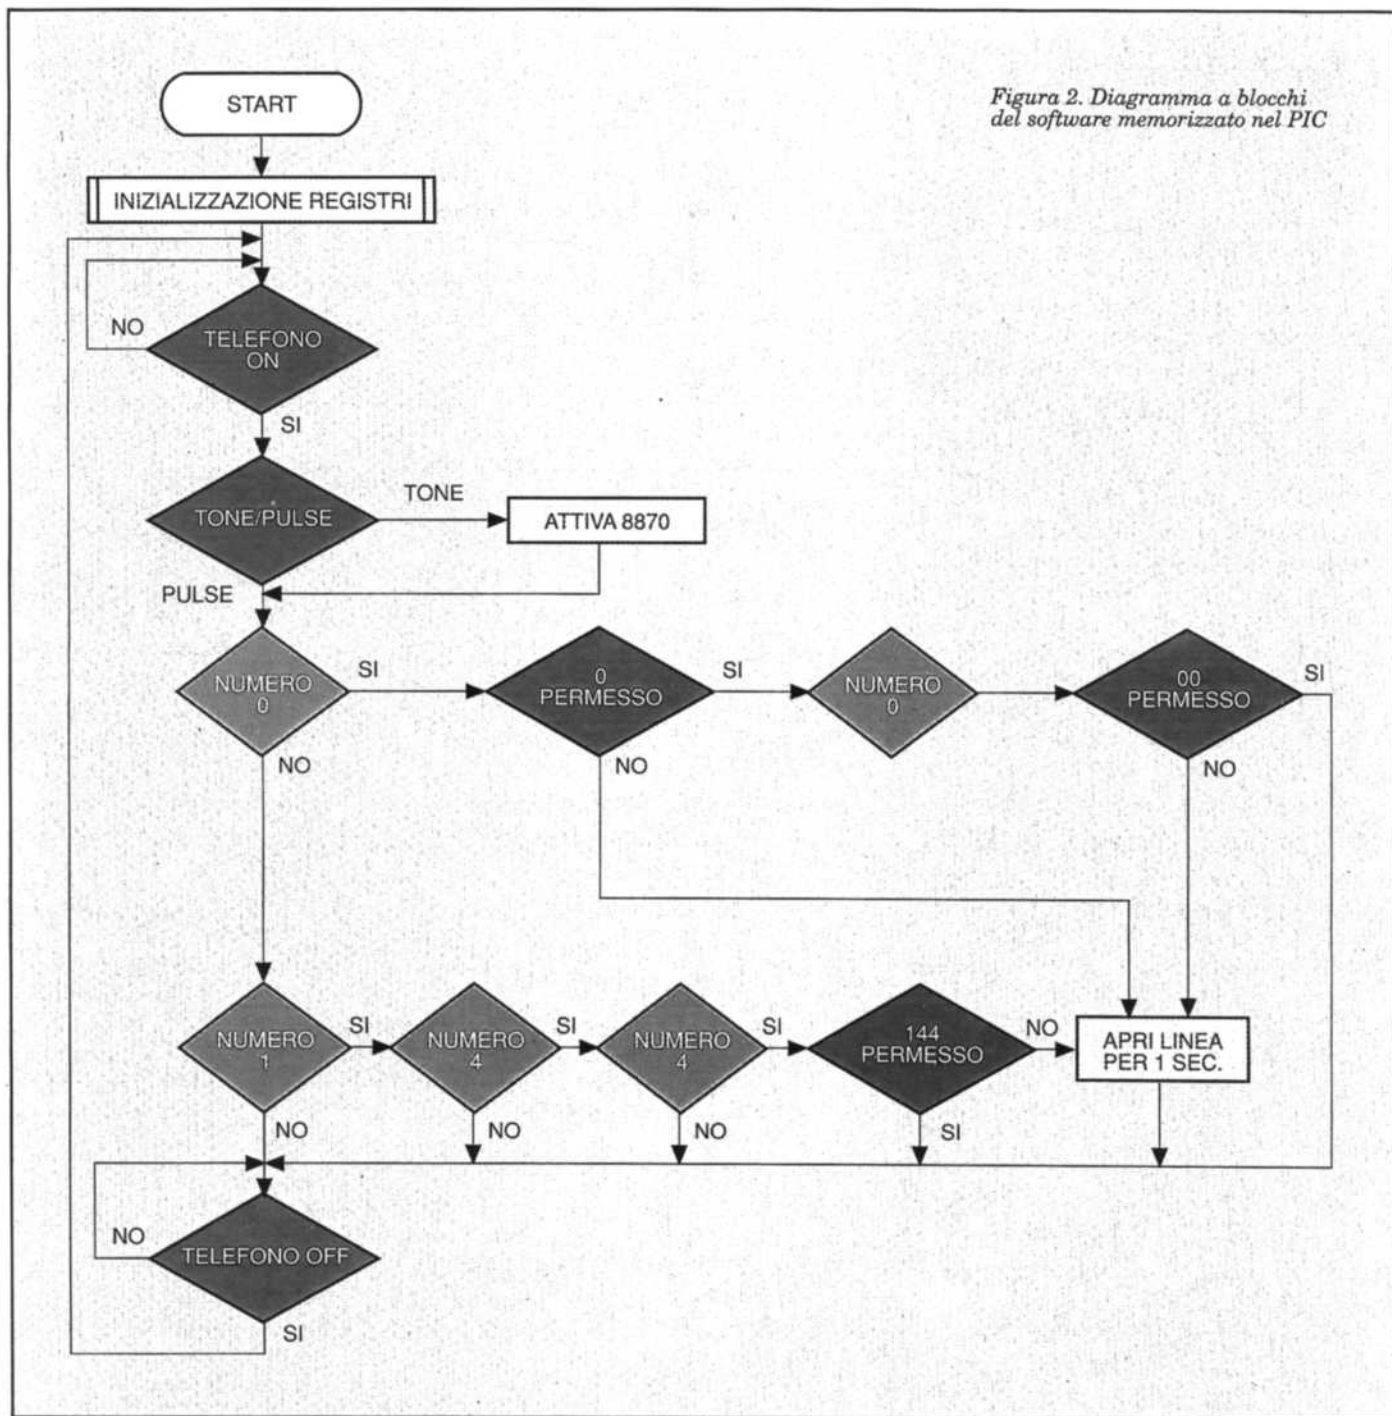 Figura 2. Diagramma a blocchi
del software memorizzato nel PIC
START
INIZIALIZZAZIONE REGISTRI
NO
TELEFONO
ON
SI
TONE/PULSE
TONE
ATTIVA 8870
PULSE
NUMERO
0
SI
0
PERMESSO
SI
NUMERO
0
00
PERMESSO
SI
NO
NO
NO
NUMERO
1
SI
NUMERO
4
SI
NUMERO
4
SI
144
PERMESSO
NO
APRI LINEA
PER 1 SEC.
NO
NO
NO
SI
NO
TELEFONO OFF
SI